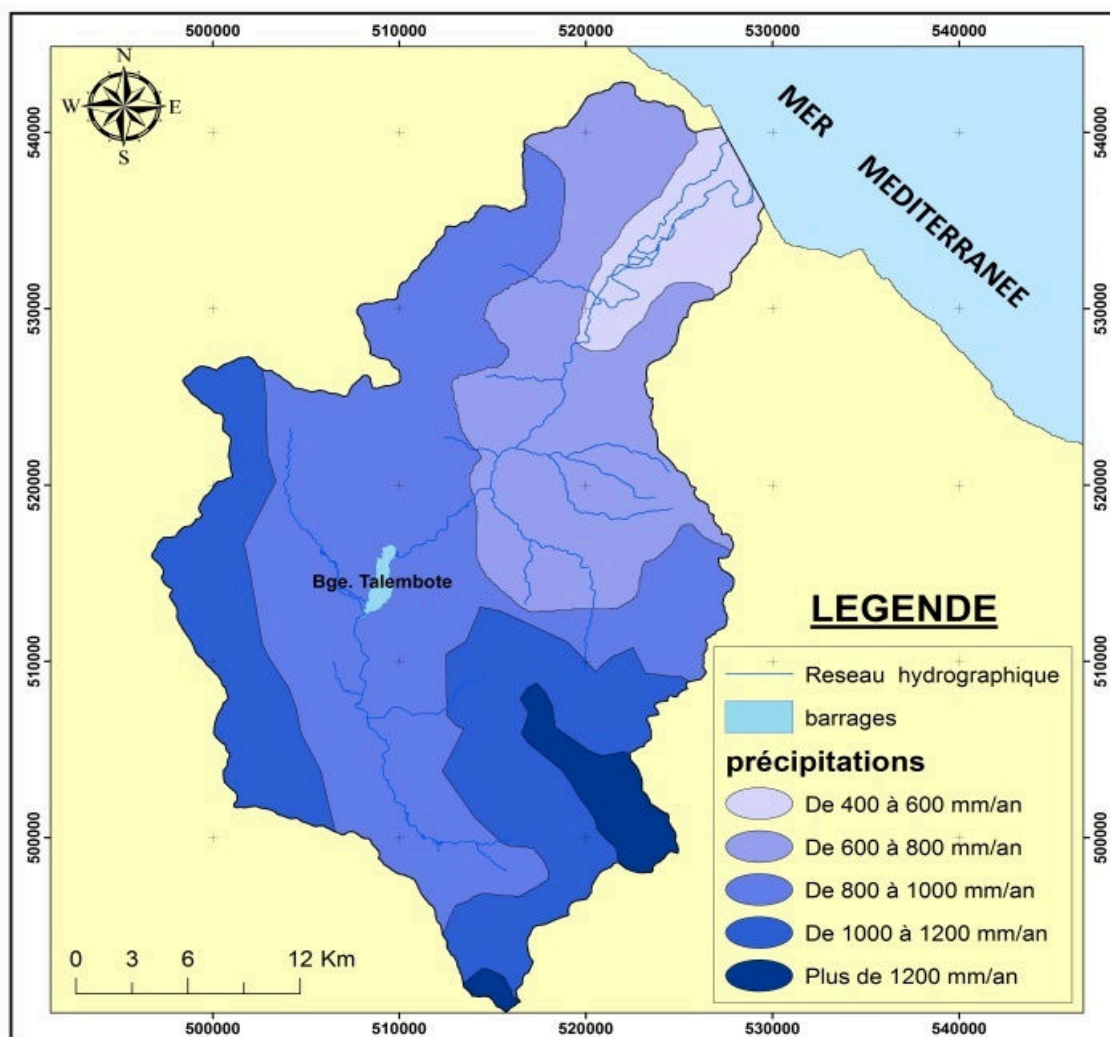 500000 510000 520000 530000 540000
N
W E
S
MER MEDITERRANEE
540000 540000
530000 530000
520000 520000
Bge. Talembote
LEGENDE
510000 510000
Reseau hydrographique
barrages
précipitations
De 400 à 600 mm/an
500000 500000
De 600 à 800 mm/an
De 800 à 1000 mm/an
De 1000 à 1200 mm/an
0 3 6 12 Km
Plus de 1200 mm/an
500000 510000 520000 530000 540000